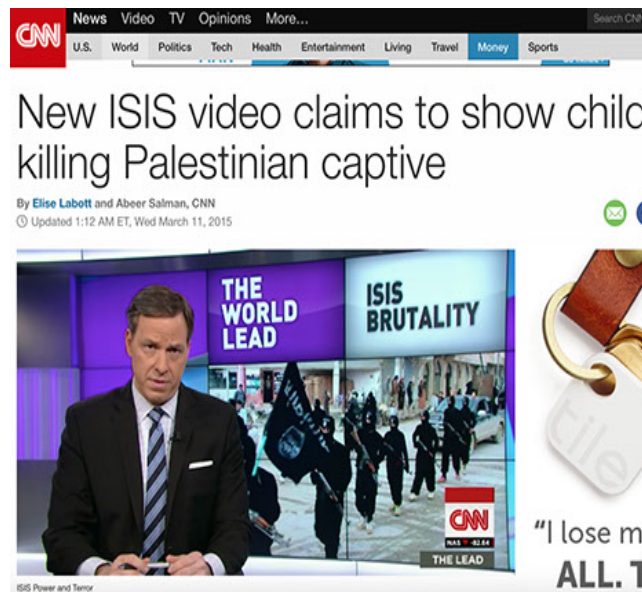 CNN
News Video TV Opinions More...
Search CNN
U.S. World Politics Tech Health Entertainment Living Travel Money Sports
New ISIS video claims to show child
killing Palestinian captive
By Elise Labott and Abeer Salman, CNN
Updated 1:12 AM ET, Wed March 11, 2015
THE
WORLD
LEAD
ISIS
BRUTALITY
CNN
NAS -82.64
THE LEAD
ISIS Power and Terror
tile
"I lose m
ALL. T